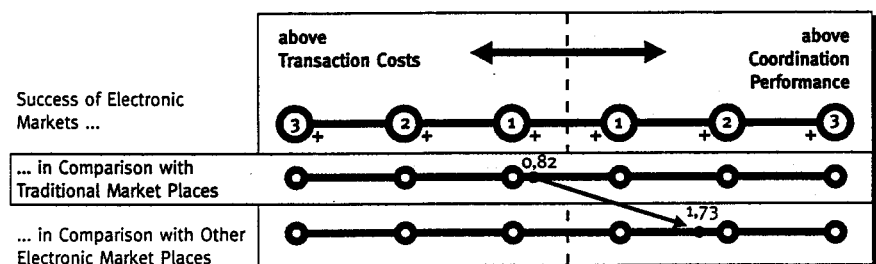 above
Transaction Costs
above
Coordination
Performance
Success of Electronic
Markets ...
3 + 2 + 1 + + 1 + 2 + 3
... in Comparison with
Traditional Market Places
0,82
1,73
... in Comparison with Other
Electronic Market Places